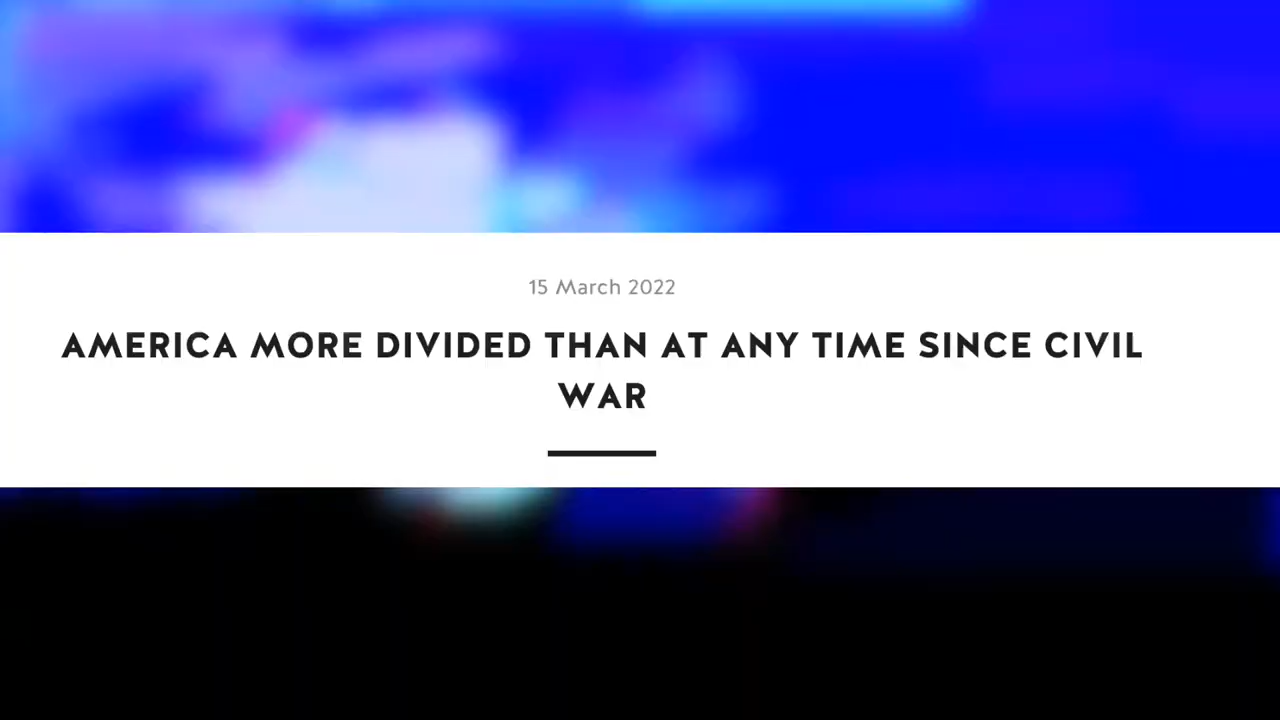 15 March 2022
AMERICA MORE DIVIDED THAN AT ANY TIME SINCE CIVIL
WAR